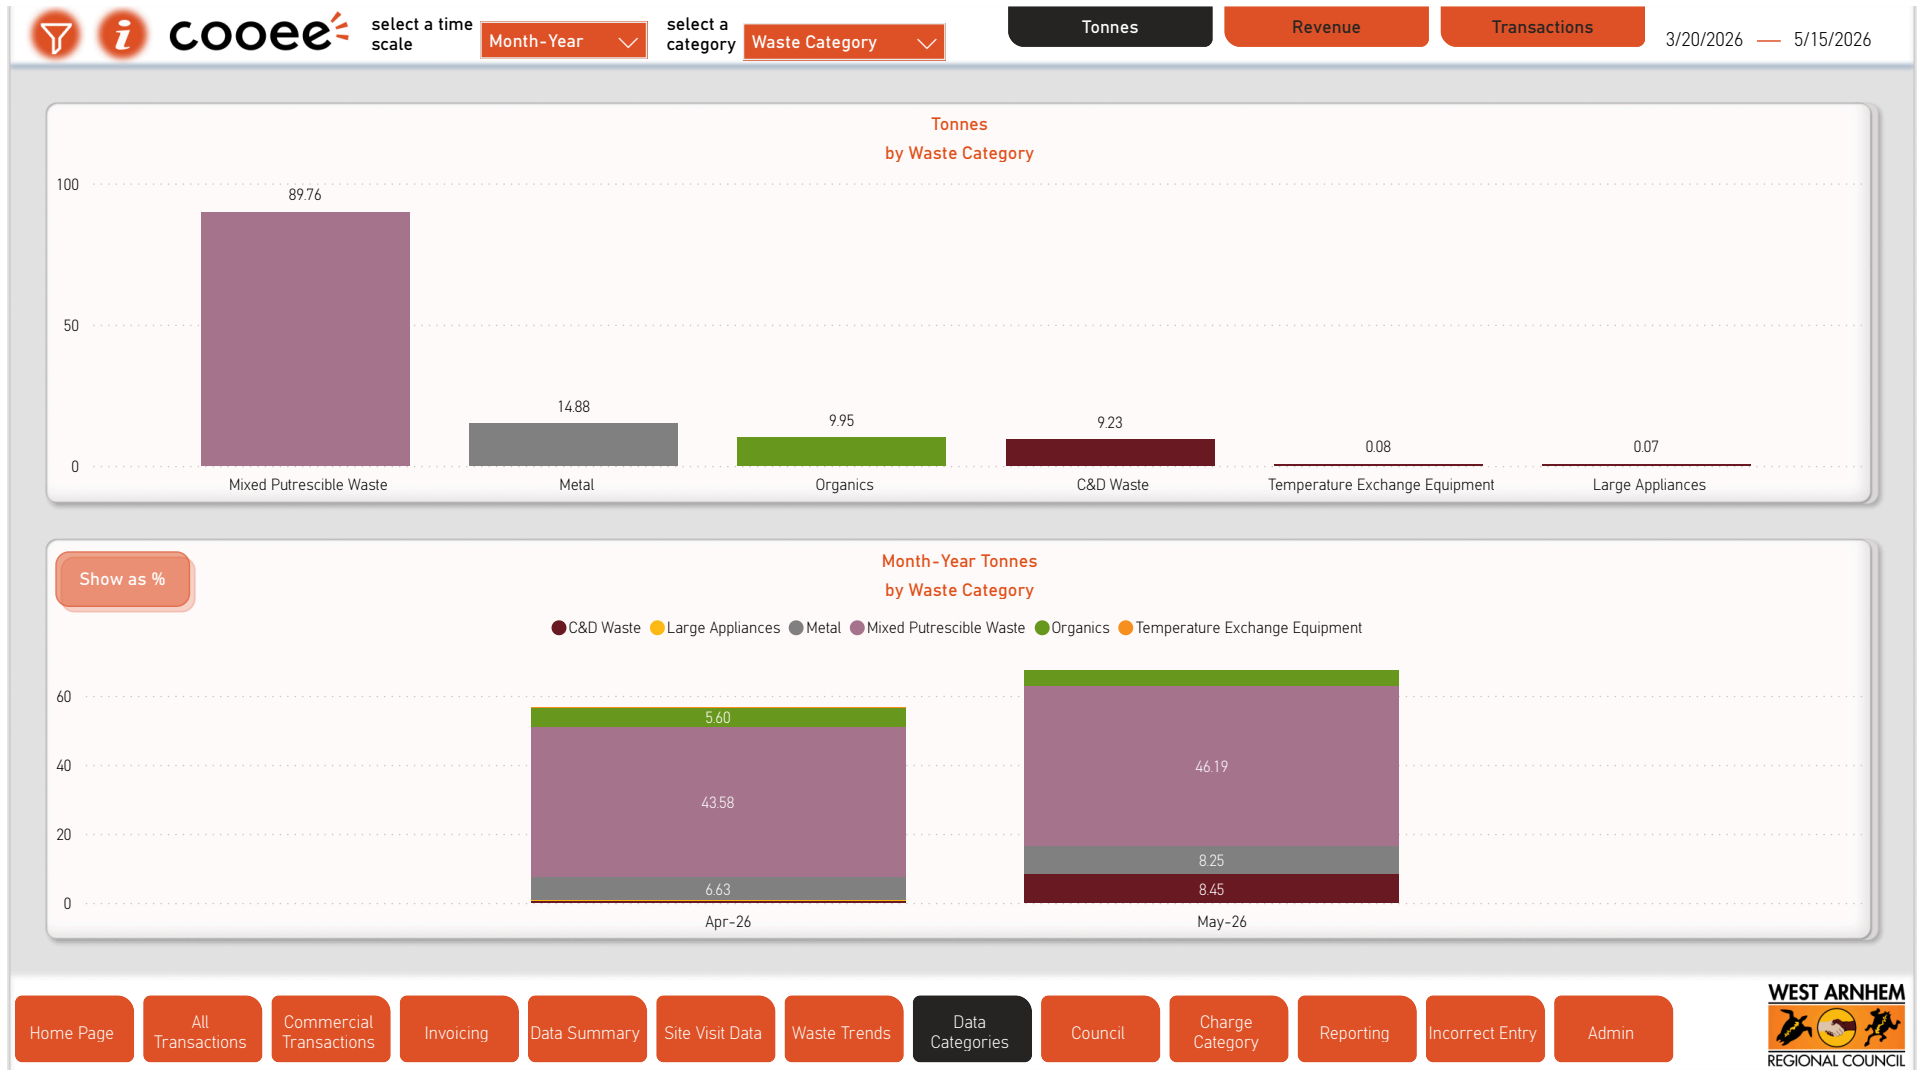 cooee
select a time
scale
Month-Year
select a
category
Waste Category
Tonnes
Revenue
Transactions
3/20/2026 — 5/15/2026
Tonnes
by Waste Category
100
50
0
89.76
14.88
9.95
9.23
0.08
0.07
Mixed Putrescible Waste
Metal
Organics
C&D Waste
Temperature Exchange Equipment
Large Appliances
Show as %
Month-Year Tonnes
by Waste Category
C&D Waste Large Appliances Metal Mixed Putrescible Waste Organics Temperature Exchange Equipment
60
40
20
0
5.60
43.58
6.63
46.19
8.25
8.45
Apr-26
May-26
Home Page
All
Transactions
Commercial
Transactions
Invoicing
Data Summary
Site Visit Data
Waste Trends
Data
Categories
Council
Charge
Category
Reporting
Incorrect Entry
Admin
WEST ARNHEM
REGIONAL COUNCIL